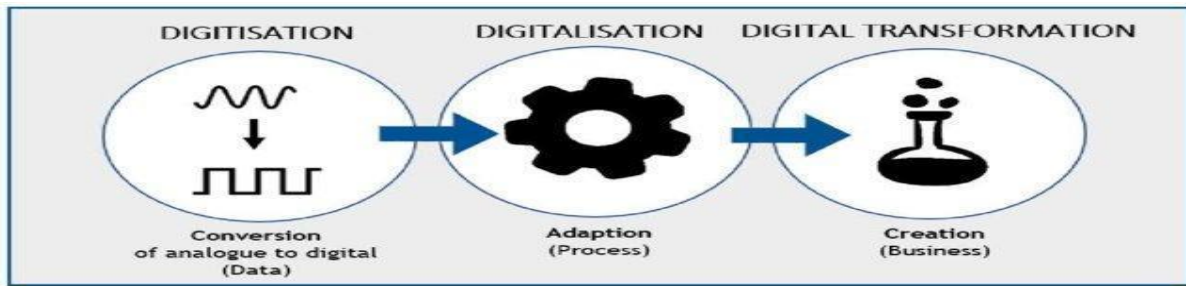 DIGITISATION
DIGITALISATION
DIGITAL TRANSFORMATION
Conversion
of analogue to digital
(Data)
Adaption
(Process)
Creation
(Business)